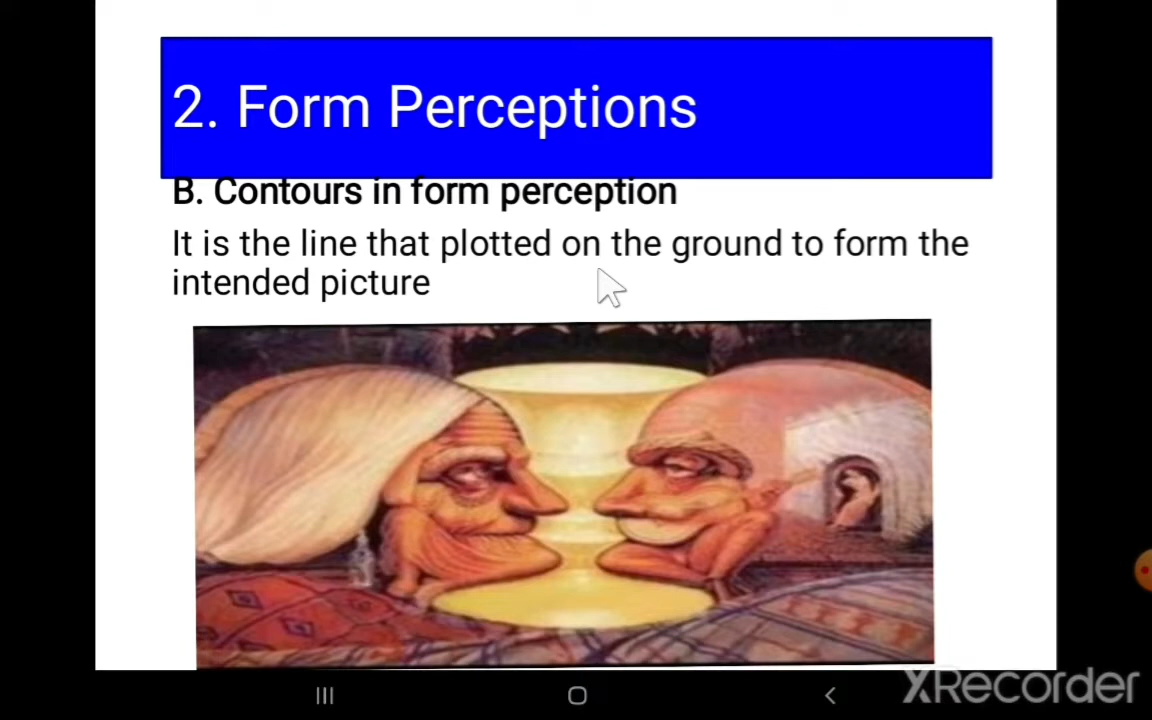 2. Form Perceptions
B. Contours in form perception
It is the line that plotted on the ground to form the
intended picture
XRecorder